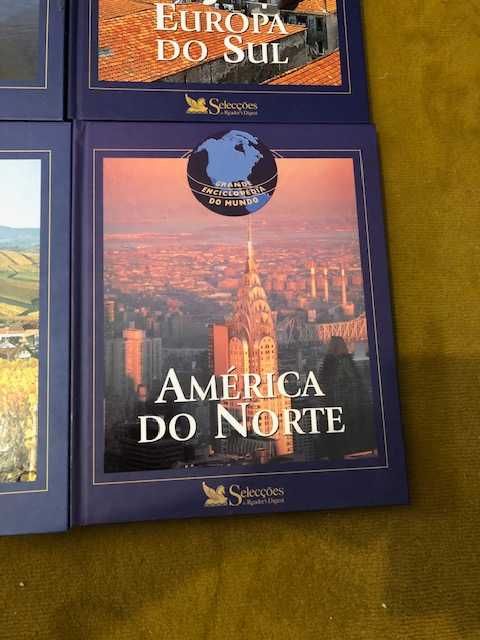 EUROPA
DO SUL
Selecções
do Reader's Digest
GRANDE
ENCICLOPÉDIA
DO MUNDO
AMÉRICA
DO NORTE
Selecções
do Reader's Digest